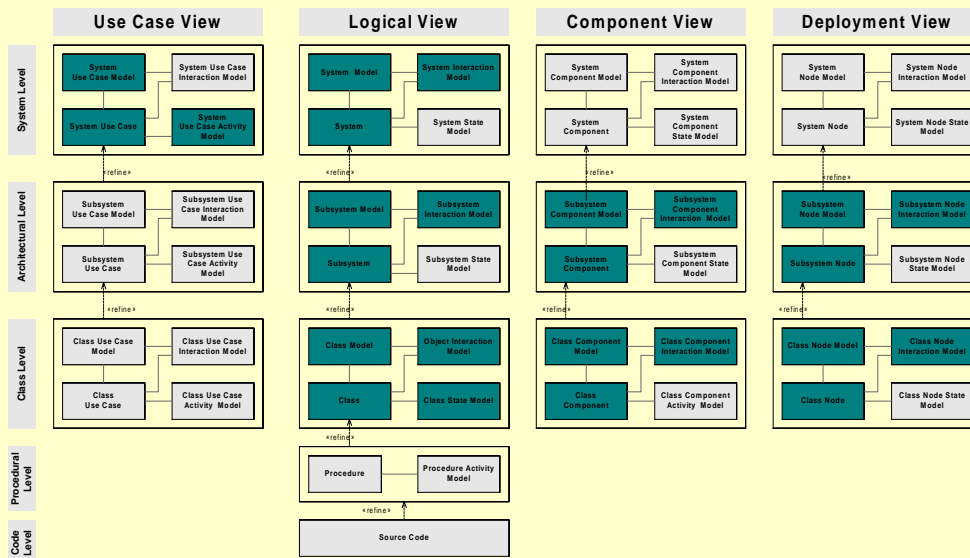 Use Case View
Logical View
Component View
Deployment View
System Level
System
Use Case Model
System Use Case
Interaction Model
System Use Case
System
Use Case Activity
Model
System Model
System Interaction
Model
System
System State
Model
System
Component Model
System
Component
Interaction Model
System
Component
System
Component
State Model
System
Node Model
System Node
Interaction Model
System Node
System Node State
Model
«refine»
«refine»
«refine»
«refine»
Architectural Level
Subsystem
Use Case Model
Subsystem Use
Case Interaction
Model
Subsystem
Use Case
Subsystem Use
Case Activity
Model
Subsystem Model
Subsystem
Interaction Model
Subsystem
Subsystem State
Model
Subsystem
Component Model
Subsystem
Component
Interaction Model
Subsystem
Component
Subsystem
Component State
Model
Subsystem
Node Model
Subsystem Node
Interaction Model
Subsystem Node
Subsystem Node
State Model
«refine»
«refine»
«refine»
«refine»
Class Level
Class Use Case
Model
Class Use Case
Interaction Model
Class
Use Case
Class Use Case
Activity Model
Class Model
Object Interaction
Model
Class
Class State Model
Class Component
Model
Class Component
Interaction Model
Class
Component
Class Component
Activity Model
Class Node Model
Class Node
Interaction Model
Class Node
Class Node State
Model
«refine»
Procedural
Level
Procedure
Procedure Activity
Model
«refine»
Code
Level
Source Code